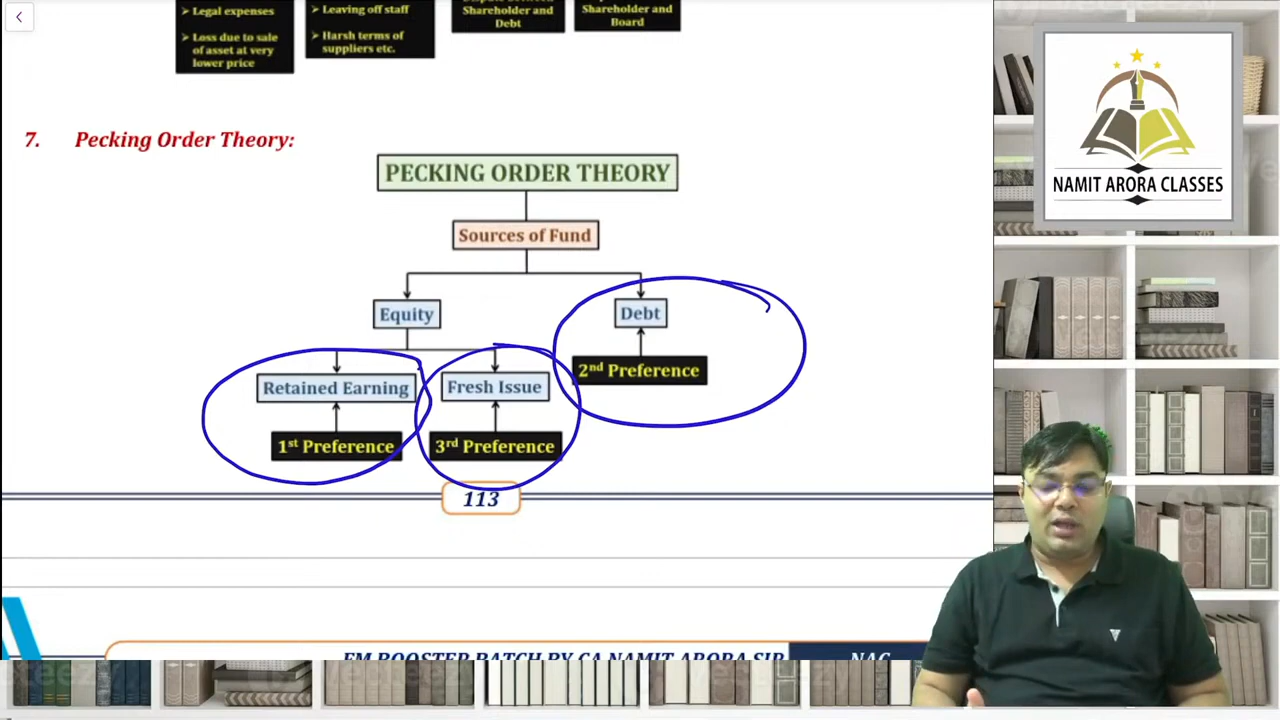 ➤ Legal expenses
➤ Loss due to sale
of asset at very
lower price
➤ Leaving off staff
➤ Harsh terms of
suppliers etc.
Shareholder and
Debt
Shareholder and
Board
7. Pecking Order Theory:
PECKING ORDER THEORY
Sources of Fund
Equity
Debt
2nd Preference
Retained Earning
Fresh Issue
1st Preference
3rd Preference
113
FM BOOSTER BATCH BY CA NAMIT ARORA SIR
NAC
NAMIT ARORA CLASSES